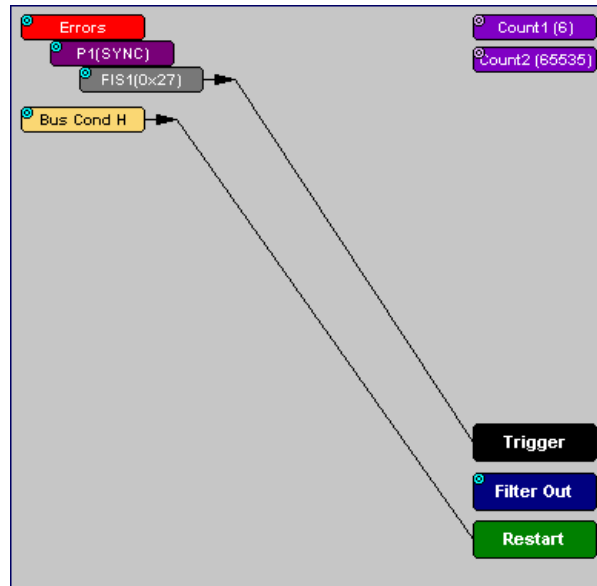 Errors
P1(SYNC)
FIS1(0x27)
Bus Cond H
Count1 (6)
Count2 (65535)
Trigger
Filter Out
Restart